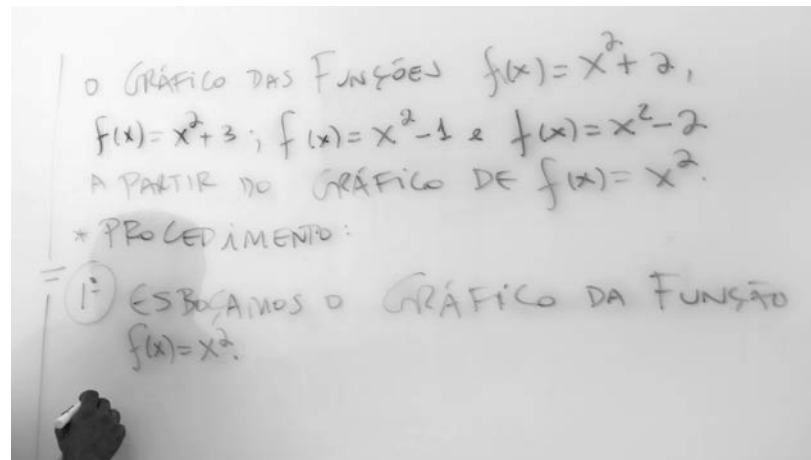 O GRÁFICO DAS FUNÇÕES f(x)=x²+2,
f(x)=x²+3; f(x)=x²-1 e f(x)=x²-2
A PARTIR DO GRÁFICO DE f(x)=x².
* PROCEDIMENTO:
1º ESBOÇAMOS O GRÁFICO DA FUNÇÃO
f(x)=x².